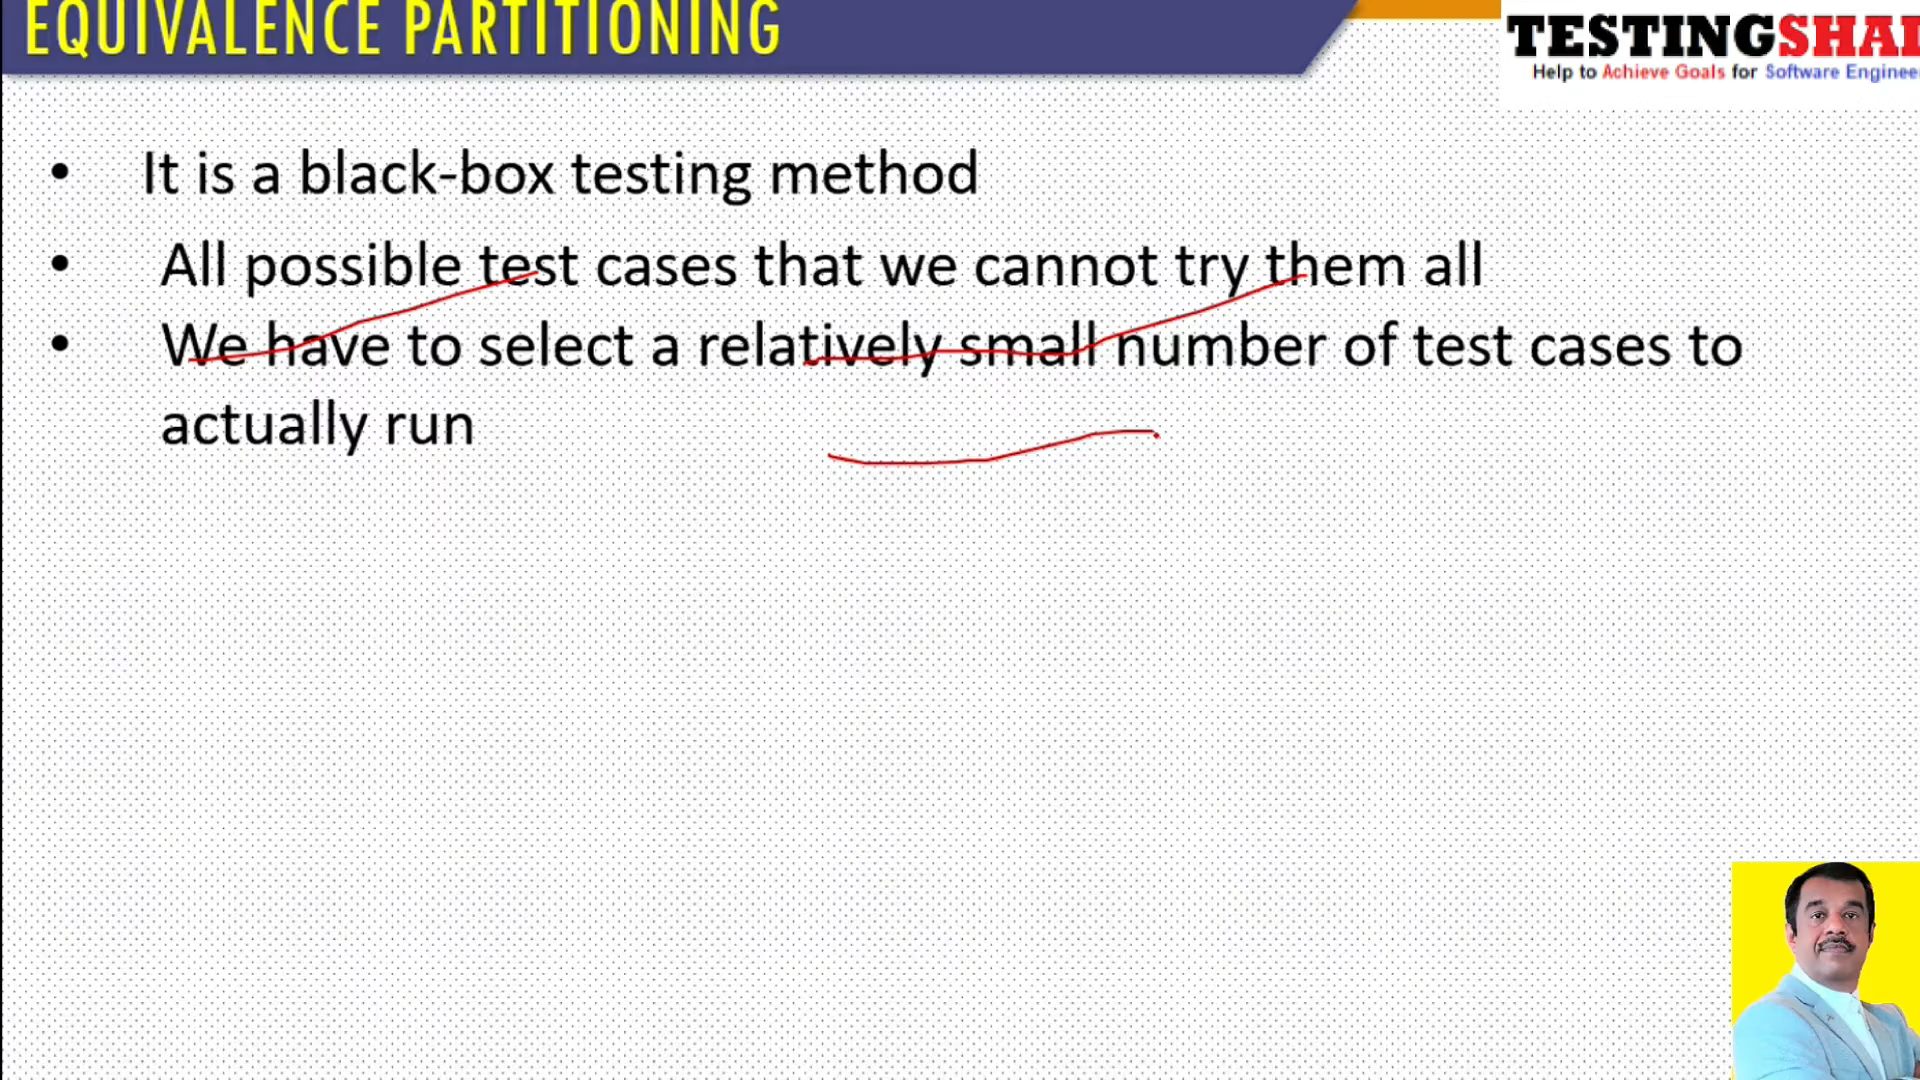 EQUIVALENCE PARTITIONING
TESTINGSHA
Help to Achieve Goals for Software Enginee
• It is a black-box testing method
• All possible test cases that we cannot try them all
• We have to select a relatively small number of test cases to
actually run